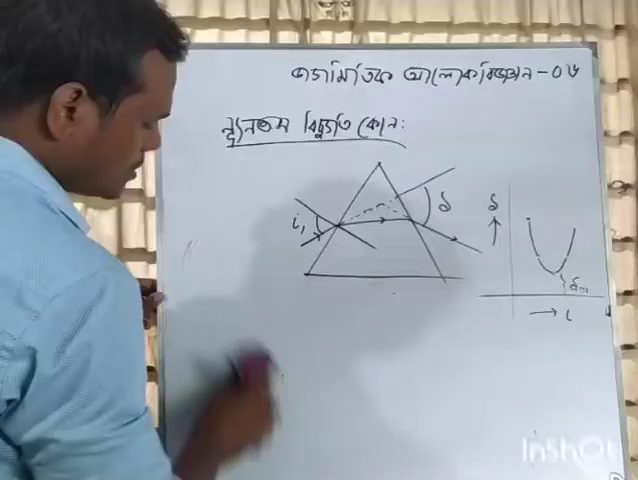 জ্যামিতিক আলোকবিজ্ঞান - ০৬
ন্যূনতম বিচ্যুতি কোন:
i₁
δ
δ
↑
δm
→ i
InShOt